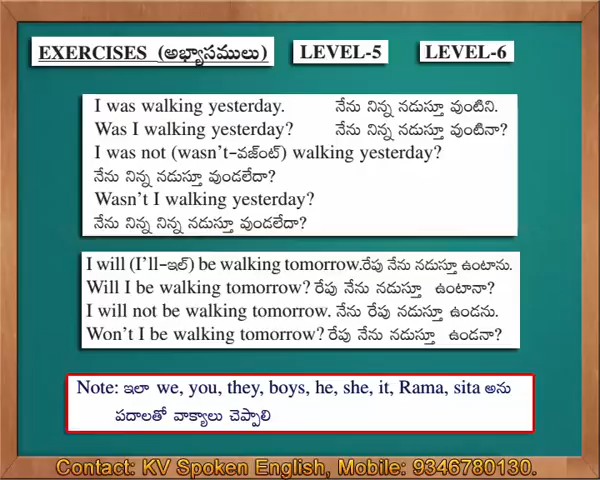 EXERCISES (అభ్యాసములు) LEVEL-5 LEVEL-6
I was walking yesterday. నేను నిన్న నడుస్తూ వుంటిని.
Was I walking yesterday? నేను నిన్న నడుస్తూ వుంటినా?
I was not (wasn't-వజ్‌ంట్) walking yesterday?
నేను నిన్న నడుస్తూ వుండలేదా?
Wasn't I walking yesterday?
నేను నిన్న నిన్న నడుస్తూ వుండలేదా?
I will (I'll-ఇల్) be walking tomorrow.రేపు నేను నడుస్తూ ఉంటాను.
Will I be walking tomorrow? రేపు నేను నడుస్తూ ఉంటానా?
I will not be walking tomorrow. నేను రేపు నడుస్తూ ఉండను.
Won't I be walking tomorrow? రేపు నేను నడుస్తూ ఉండనా?
Note: ఇలా we, you, they, boys, he, she, it, Rama, sita అను
పదాలతో వాక్యాలు చెప్పాలి
Contact: KV Spoken English, Mobile: 9346780130.